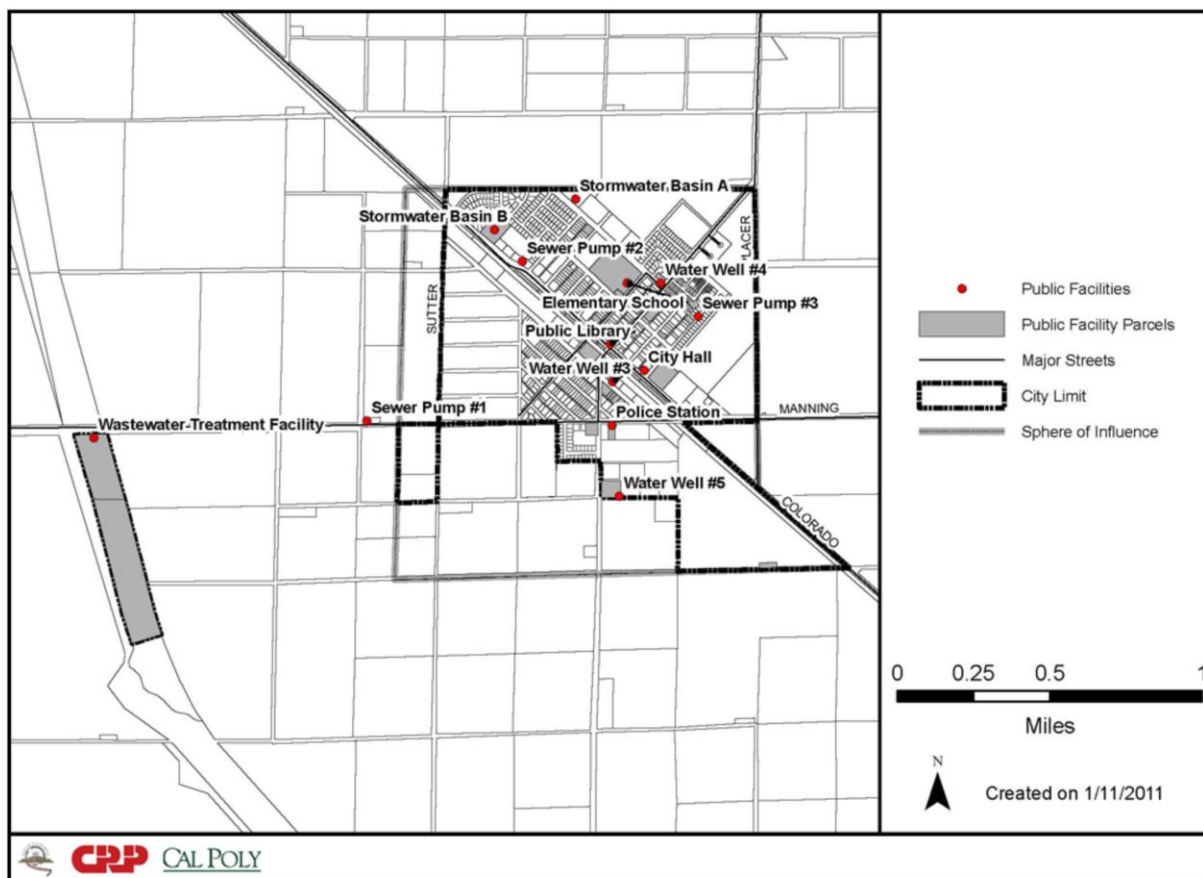 Stormwater Basin A
Stormwater Basin B
PLACER
Sewer Pump #2
Water Well #4
SUTTER
Elementary School
Sewer Pump #3
Public Library
City Hall
Water Well #3
Sewer Pump #1
Police Station
MANNING
Wastewater Treatment Facility
Water Well #5
COLORADO
Public Facilities
Public Facility Parcels
Major Streets
City Limit
Sphere of Influence
0 0.25 0.5 1
Miles
N
Created on 1/11/2011
CRP CAL POLY